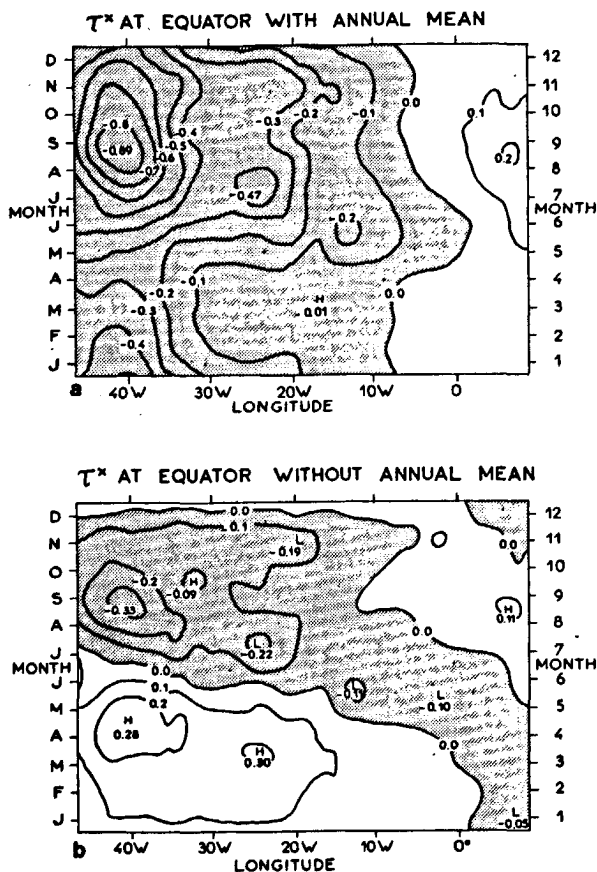 τˣ AT EQUATOR WITH ANNUAL MEAN
D 12
N 11
O 10
S 9
A 8
J 7
MONTH MONTH
J 6
M 5
A 4
M 3
F 2
J 1
0.0
0.1
-0.4 -0.3 -0.2 -0.1
-0.8
-0.5
-0.89 -0.6 0.2
-0.7
-0.47
-0.2
-0.1 0.0
-0.2
-0.3
H
-0.01
-0.4
a 40W 30W 20W 10W 0
LONGITUDE
τˣ AT EQUATOR WITHOUT ANNUAL MEAN
D 0.0 12
-0.1
N L 0.0 11
-0.19
O 10
-0.2 H
-0.09
S -0.33 H 9
0.11
A 0.0 8
L
-0.22
J 7
MONTH 0.0 MONTH
J 0.1 6
0.2 -0.11 L
-0.10
M 5
H
0.28
A 0.0 4
M H 3
0.30
F 2
J L 1
-0.05
b 40W 30W 20W 10W 0°
LONGITUDE